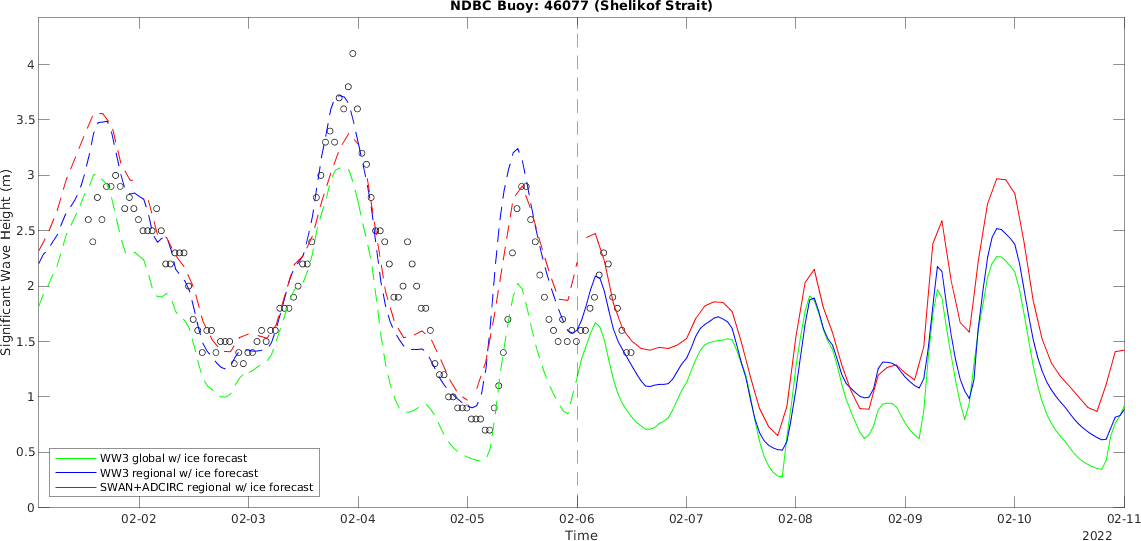 NDBC Buoy: 46077 (Shelikof Strait)
4
3.5
3
2.5
2
1.5
1
0.5
0
Significant Wave Height (m)
WW3 global w/ ice forecast
WW3 regional w/ ice forecast
SWAN+ADCIRC regional w/ ice forecast
02-02 02-03 02-04 02-05 02-06 02-07 02-08 02-09 02-10 02-11
Time
2022